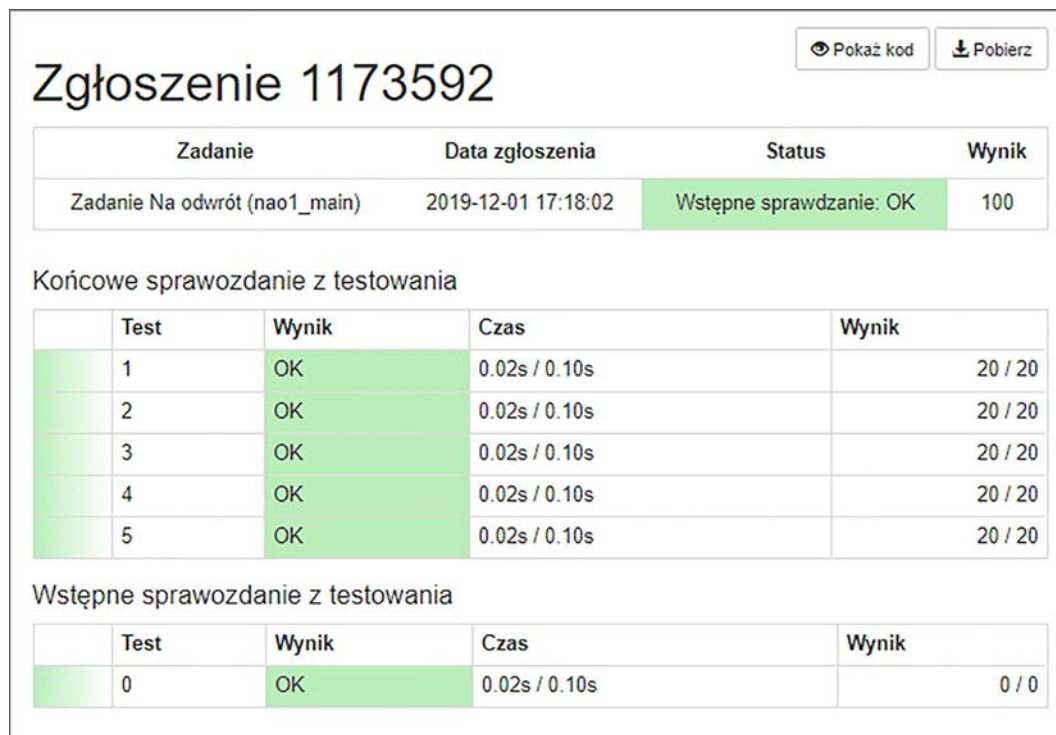 Pokaż kod Pobierz
Zgłoszenie 1173592
Zadanie Data zgłoszenia Status Wynik
Zadanie Na odwrót (nao1_main) 2019-12-01 17:18:02 Wstępne sprawdzanie: OK 100
Końcowe sprawozdanie z testowania
Test Wynik Czas Wynik
1 OK 0.02s / 0.10s 20 / 20
2 OK 0.02s / 0.10s 20 / 20
3 OK 0.02s / 0.10s 20 / 20
4 OK 0.02s / 0.10s 20 / 20
5 OK 0.02s / 0.10s 20 / 20
Wstępne sprawozdanie z testowania
Test Wynik Czas Wynik
0 OK 0.02s / 0.10s 0 / 0